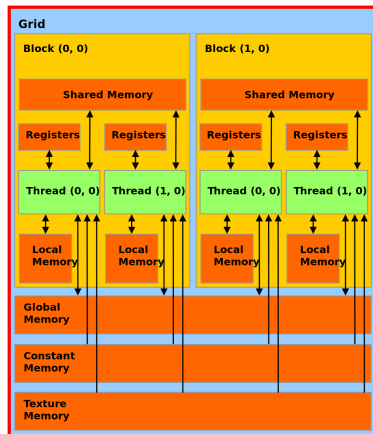 Grid
Block (0, 0)
Block (1, 0)
Shared Memory
Shared Memory
Registers
Registers
Registers
Registers
Thread (0, 0)
Thread (1, 0)
Thread (0, 0)
Thread (1, 0)
Local
Memory
Local
Memory
Local
Memory
Local
Memory
Global
Memory
Constant
Memory
Texture
Memory